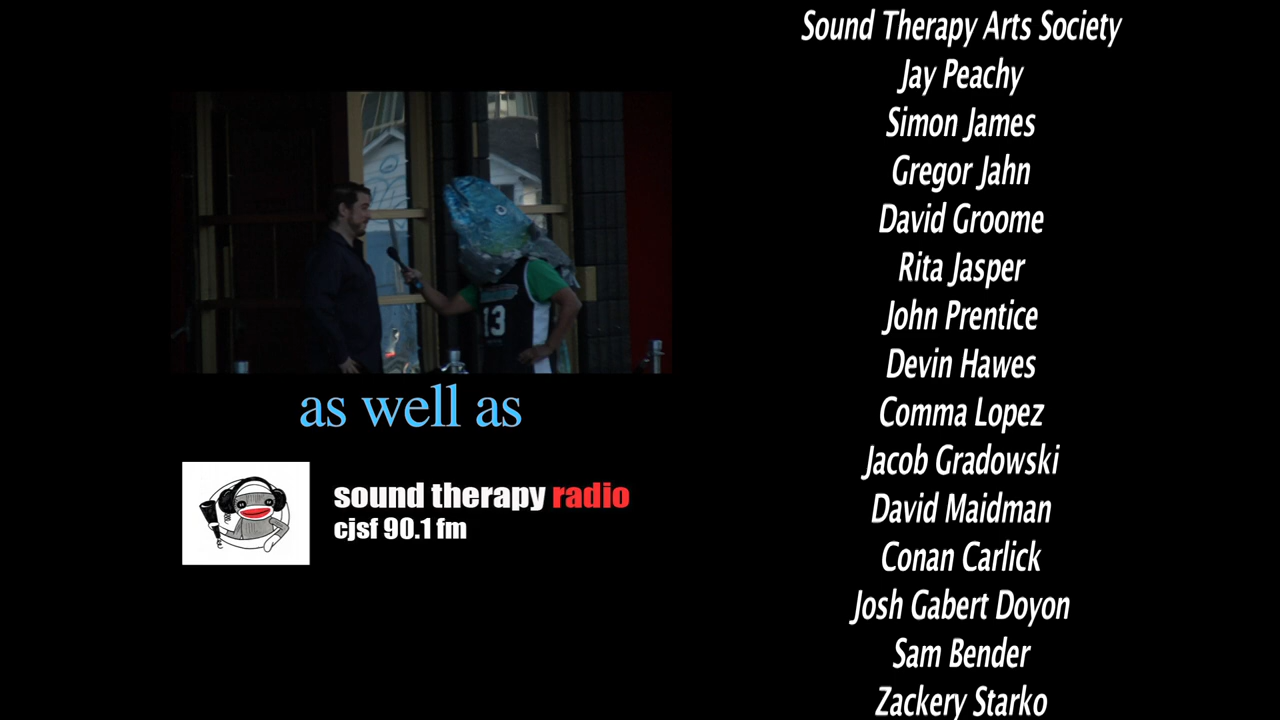 13
as well as
sound therapy radio
cjsf 90.1 fm
Sound Therapy Arts Society
Jay Peachy
Simon James
Gregor Jahn
David Groome
Rita Jasper
John Prentice
Devin Hawes
Comma Lopez
Jacob Gradowski
David Maidman
Conan Carlick
Josh Gabert Doyon
Sam Bender
Zackery Starko